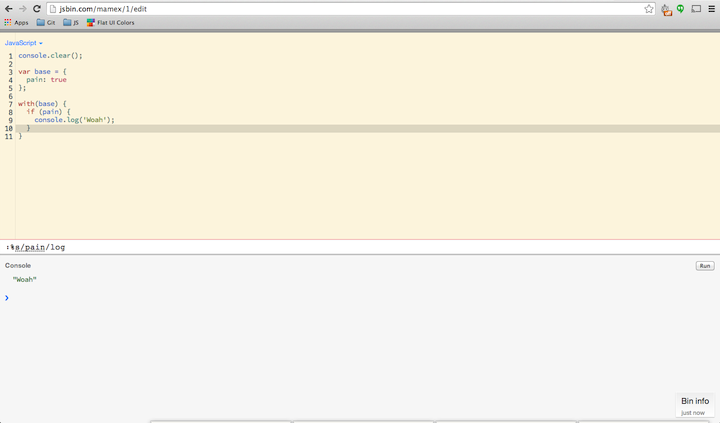 jsbin.com/mamex/1/edit
Apps Git JS Flat UI Colors
JavaScript
1 console.clear();
2
3 var base = {
4 pain: true
5 };
6
7 with(base) {
8 if (pain) {
9 console.log('Woah');
10 }
11 }
:%s/pain/log
Console Run
"Woah"
Bin info
just now